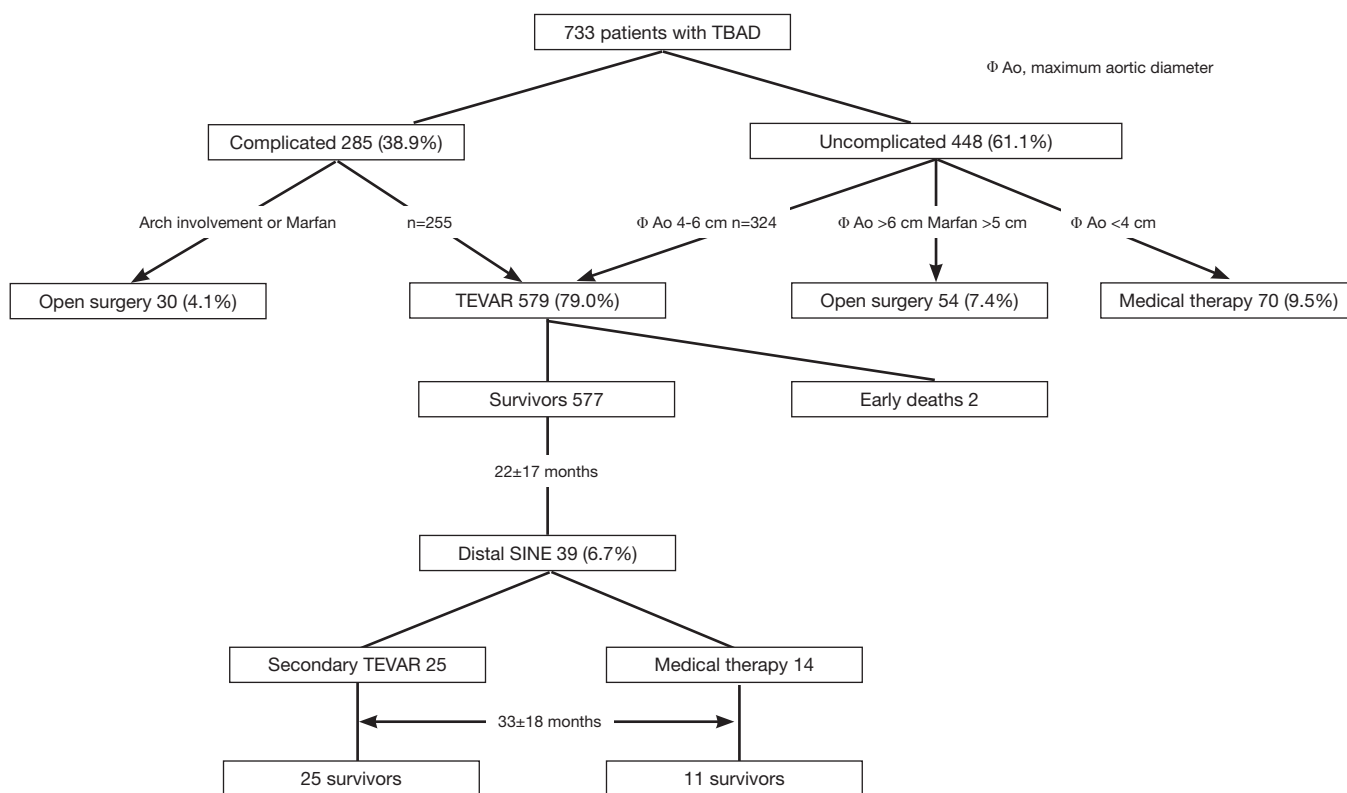 733 patients with TBAD
Φ Ao, maximum aortic diameter
Complicated 285 (38.9%)
Uncomplicated 448 (61.1%)
Arch involvement or Marfan
n=255
Φ Ao 4-6 cm n=324
Φ Ao >6 cm Marfan >5 cm
Φ Ao <4 cm
Open surgery 30 (4.1%)
TEVAR 579 (79.0%)
Open surgery 54 (7.4%)
Medical therapy 70 (9.5%)
Survivors 577
Early deaths 2
22±17 months
Distal SINE 39 (6.7%)
Secondary TEVAR 25
Medical therapy 14
33±18 months
25 survivors
11 survivors